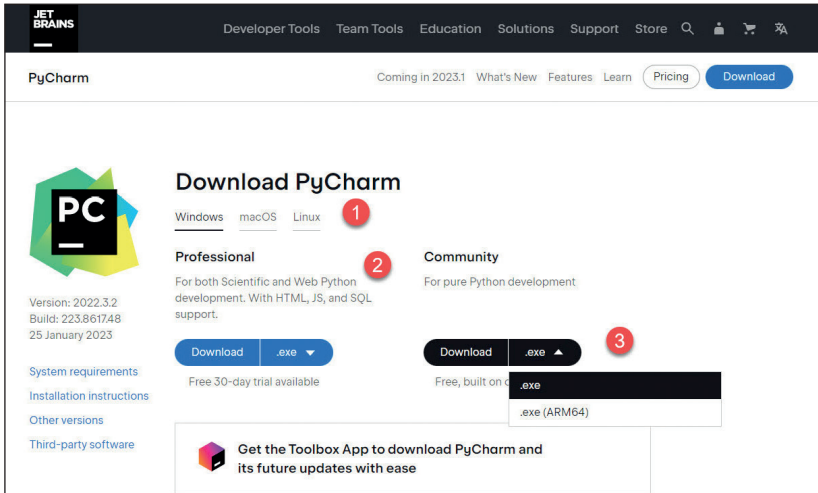 JET
BRAINS
Developer Tools Team Tools Education Solutions Support Store
PyCharm
Coming in 2023.1 What's New Features Learn Pricing Download
PC
Download PyCharm
Windows macOS Linux 1
Professional
2
For both Scientific and Web Python
development. With HTML, JS, and SQL
support.
Download .exe
Free 30-day trial available
Community
For pure Python development
3
Download .exe
Free, built on
.exe
.exe (ARM64)
Version: 2022.3.2
Build: 223.8617.48
25 January 2023
System requirements
Installation instructions
Other versions
Third-party software
Get the Toolbox App to download PyCharm and
its future updates with ease